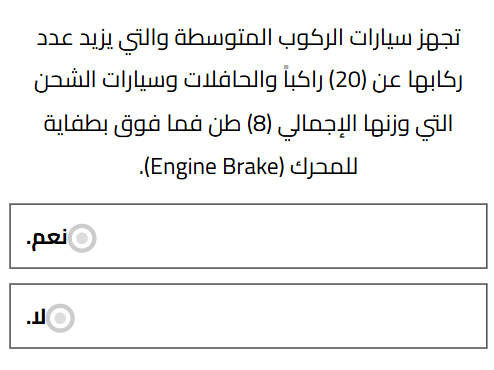 تجهز سيارات الركوب المتوسطة والتي يزيد عدد
ركابها عن (20) راكباً والحافلات وسيارات الشحن
التي وزنها الإجمالي (8) طن فما فوق بطفاية
للمحرك (Engine Brake).
نعم.
لا.